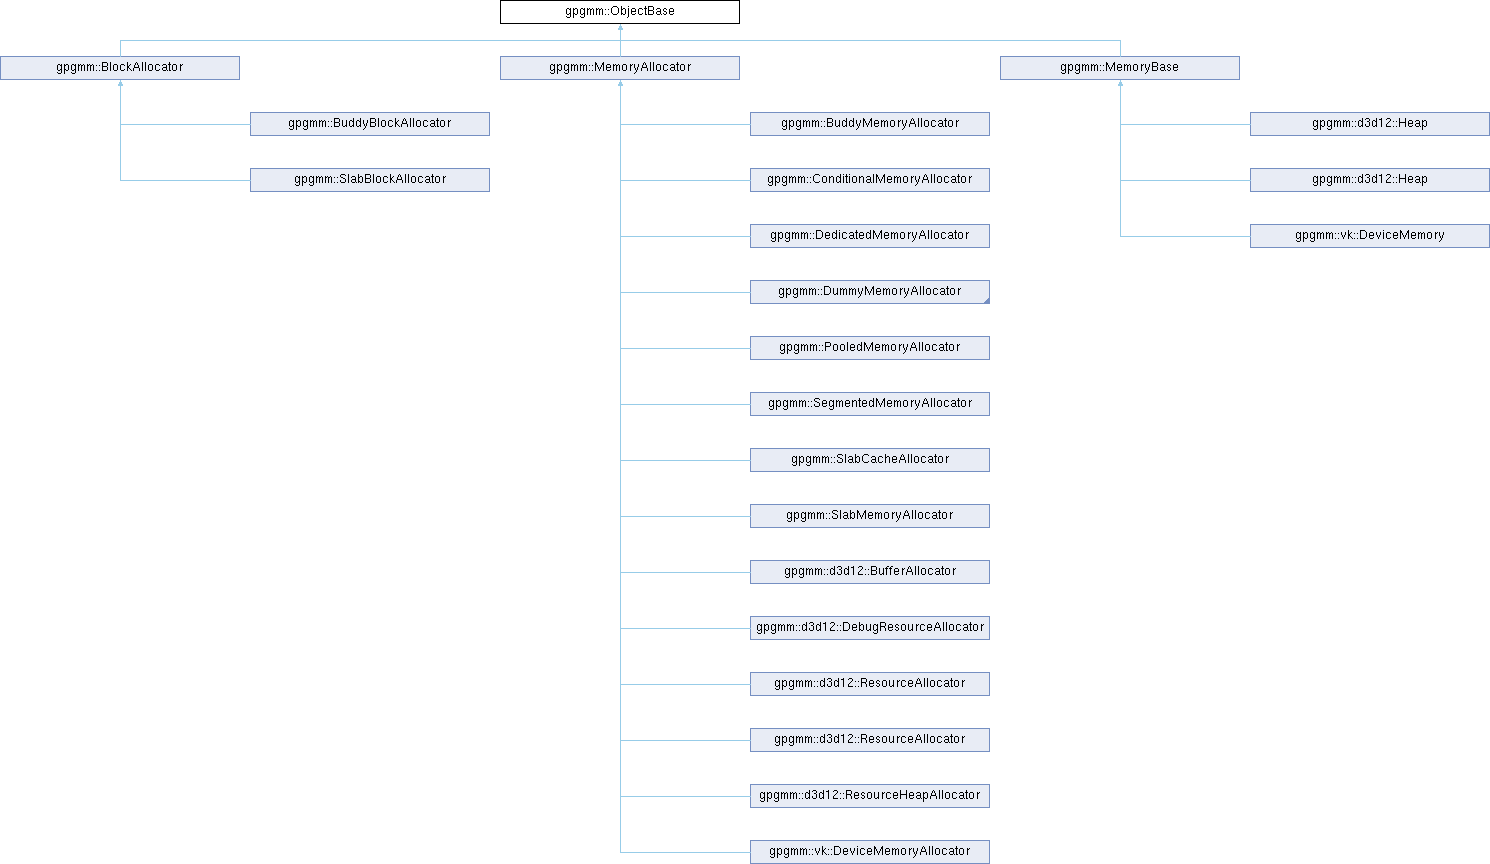 gpgmm::ObjectBase
gpgmm::BlockAllocator
gpgmm::MemoryAllocator
gpgmm::MemoryBase
gpgmm::BuddyBlockAllocator
gpgmm::BuddyMemoryAllocator
gpgmm::d3d12::Heap
gpgmm::SlabBlockAllocator
gpgmm::ConditionalMemoryAllocator
gpgmm::d3d12::Heap
gpgmm::DedicatedMemoryAllocator
gpgmm::vk::DeviceMemory
gpgmm::DummyMemoryAllocator
gpgmm::PooledMemoryAllocator
gpgmm::SegmentedMemoryAllocator
gpgmm::SlabCacheAllocator
gpgmm::SlabMemoryAllocator
gpgmm::d3d12::BufferAllocator
gpgmm::d3d12::DebugResourceAllocator
gpgmm::d3d12::ResourceAllocator
gpgmm::d3d12::ResourceAllocator
gpgmm::d3d12::ResourceHeapAllocator
gpgmm::vk::DeviceMemoryAllocator